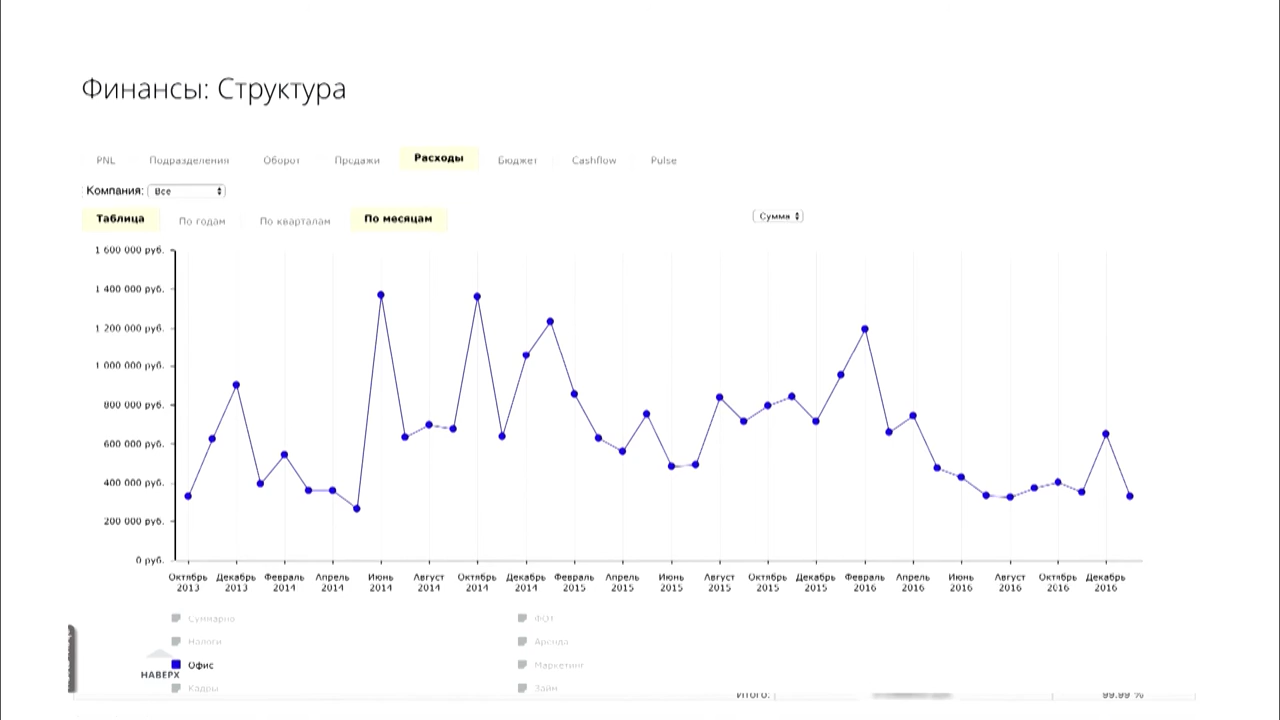 Финансы: Структура
PNL Подразделения Оборот Продажи Расходы Бюджет Cashflow Pulse
Компания: Все
Таблица По годам По кварталам По месяцам Сумма
1 600 000 руб.
1 400 000 руб.
1 200 000 руб.
1 000 000 руб.
800 000 руб.
600 000 руб.
400 000 руб.
200 000 руб.
0 руб.
Октябрь Декабрь Февраль Апрель Июнь Август Октябрь Декабрь Февраль Апрель Июнь Август Октябрь Декабрь Февраль Апрель Июнь Август Октябрь Декабрь
2013 2013 2014 2014 2014 2014 2014 2014 2015 2015 2015 2015 2015 2015 2016 2016 2016 2016 2016 2016
Суммарно ФОТ
Налоги Аренда
Офис Маркетинг
НАВЕРХ
Кадры Займ
Итого: 99.99 %